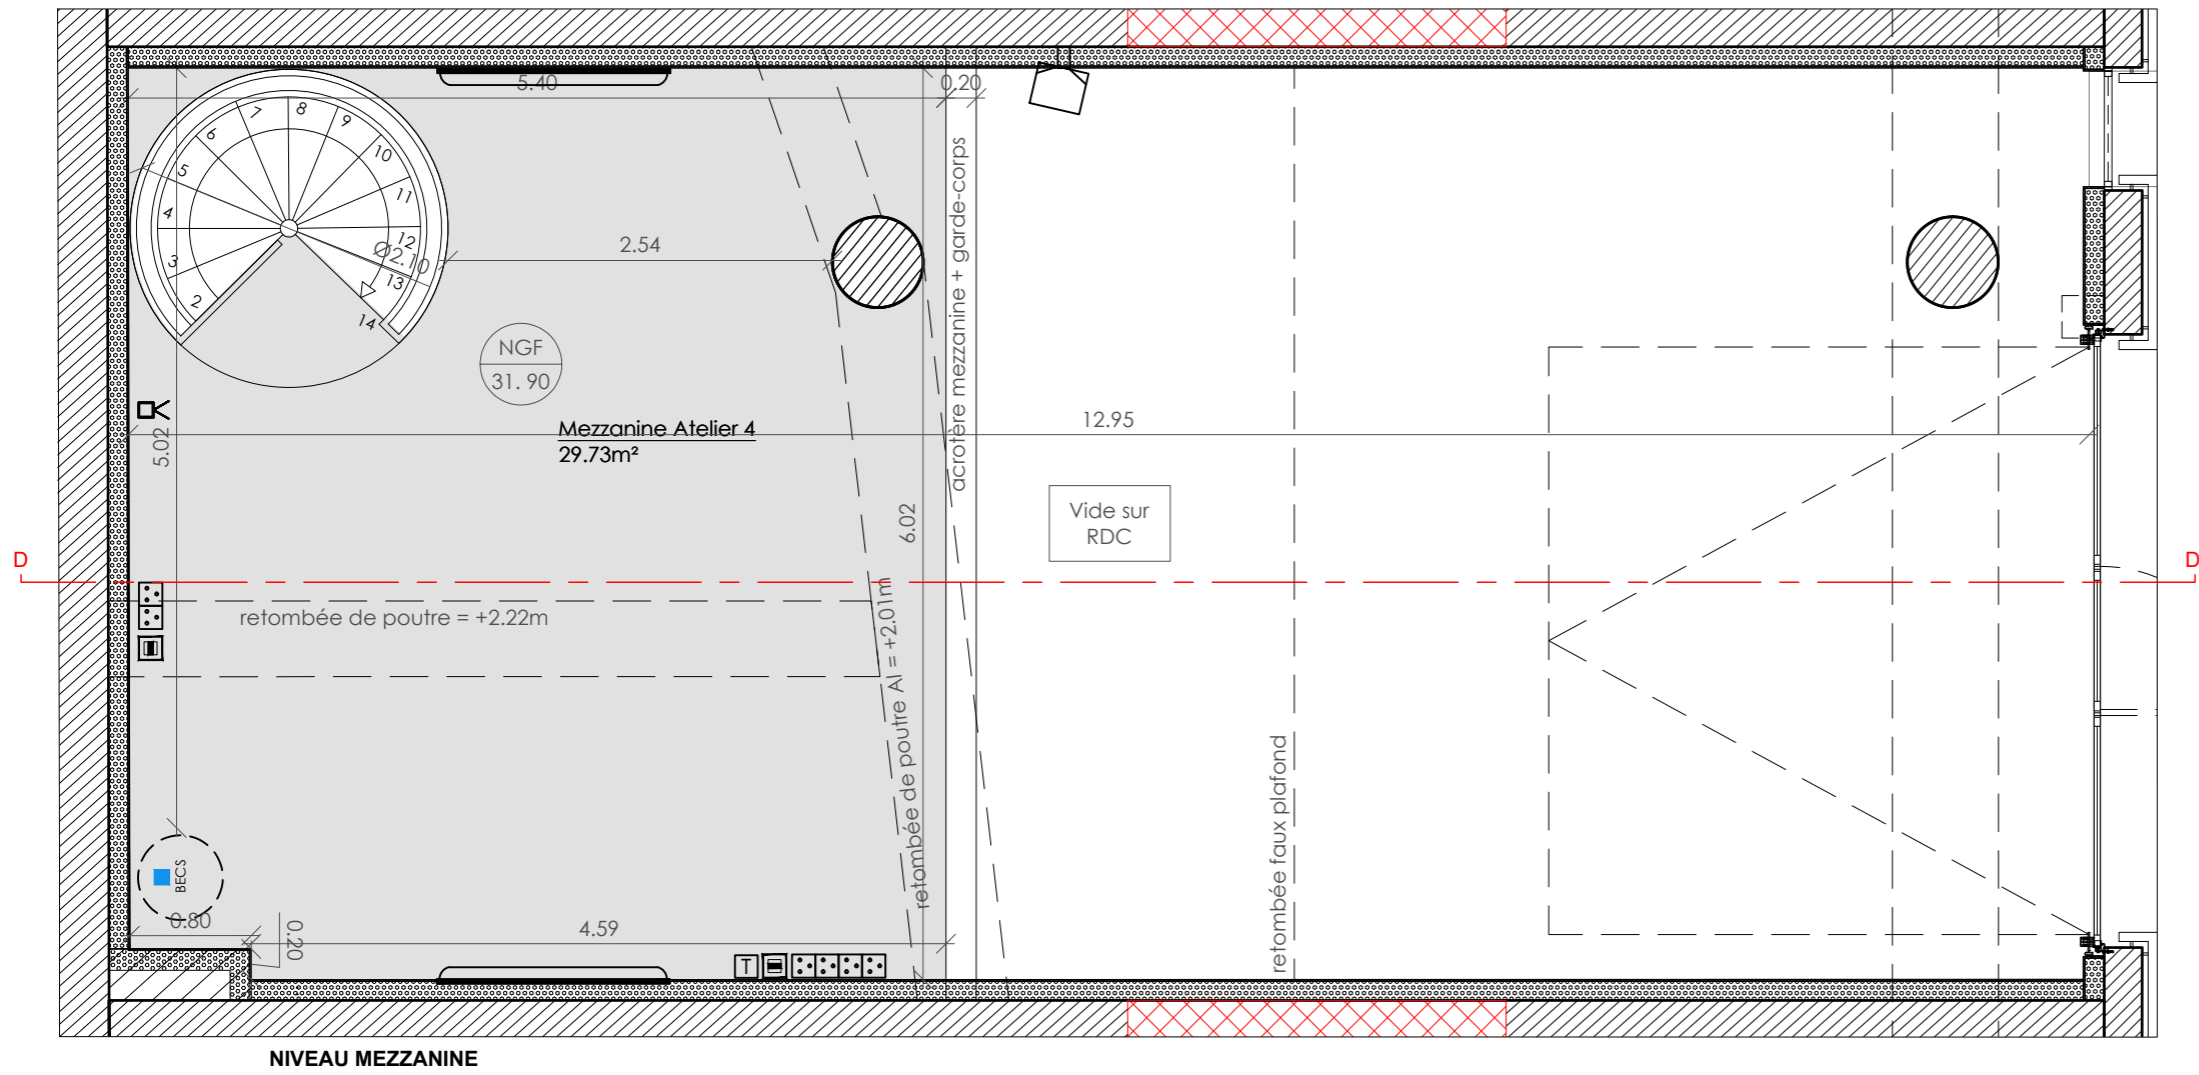 5.40
0.20
2
3
4
5
6
7
8
9
10
11
12
13
14
Ø2.10
2.54
acrotère mezzanine + garde-corps
NGF
31. 90
Mezzanine Atelier 4
29.73m²
5.02
12.95
6.02
Vide sur
RDC
D
D
retombée de poutre = +2.22m
retombée de poutre Al = +2.01m
retombée faux plafond
BECS
0.80
0.20
4.59
T
NIVEAU MEZZANINE